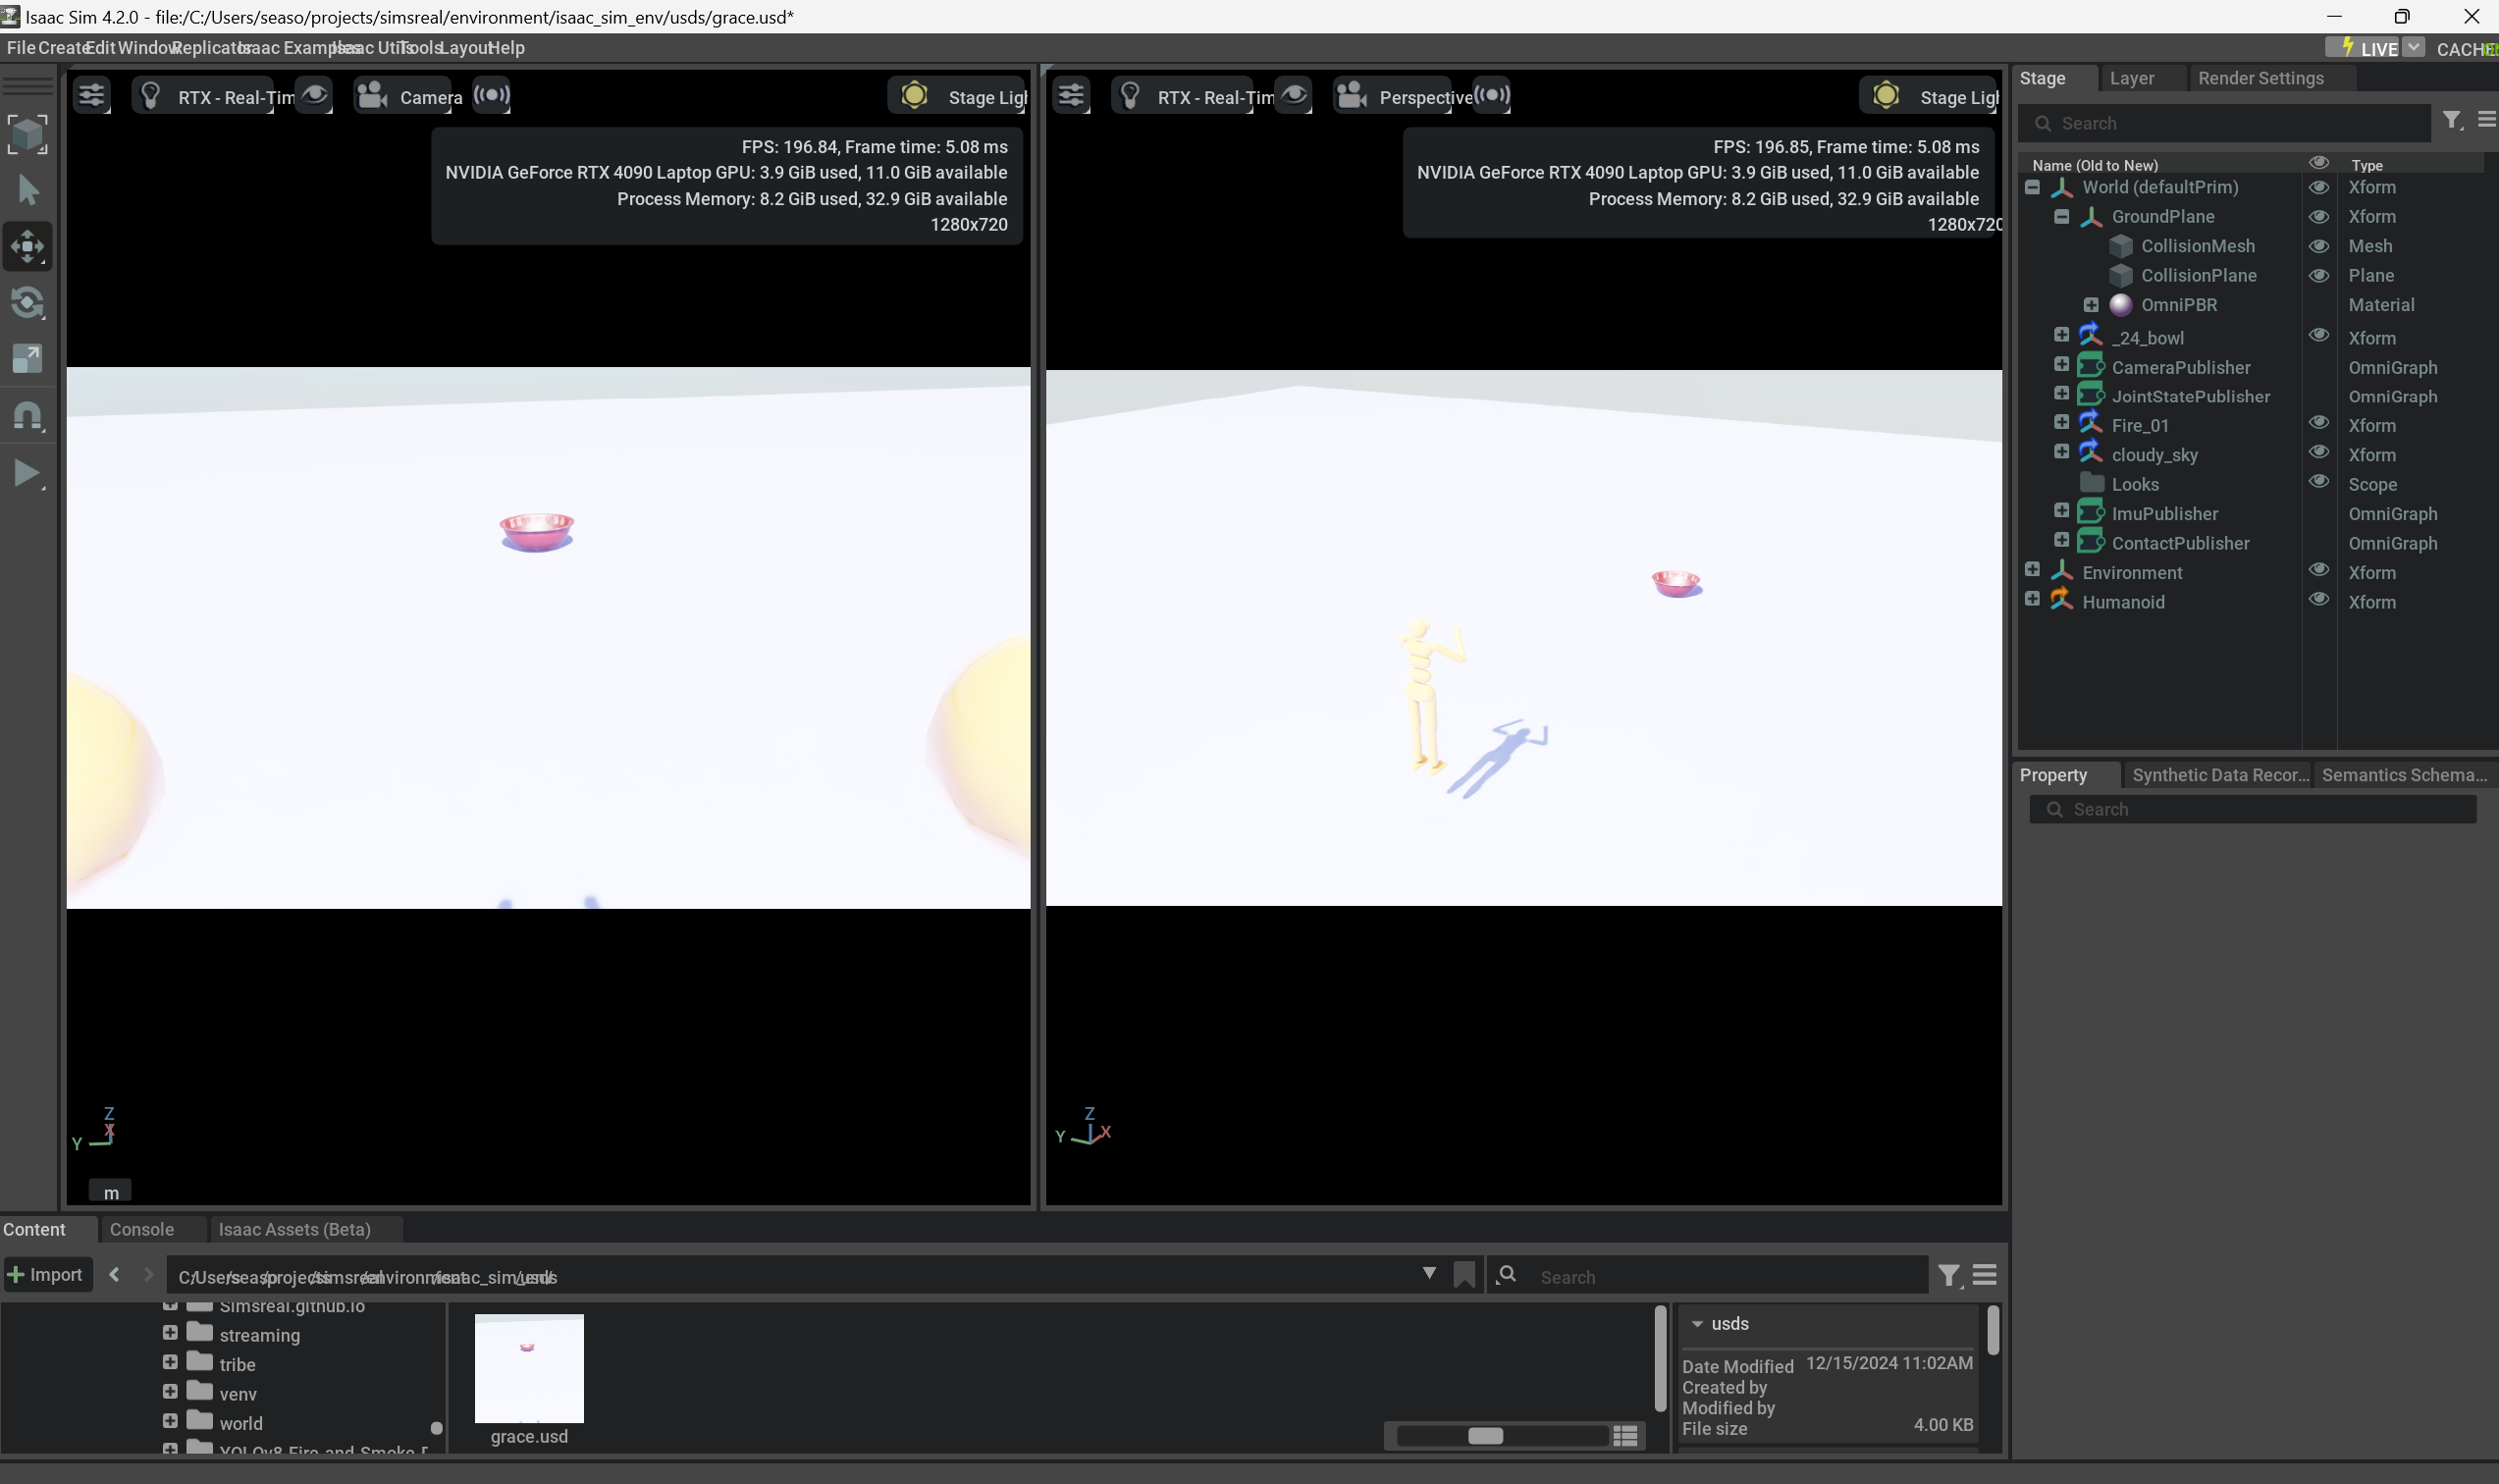 Isaac Sim 4.2.0 - file:/C:/Users/seaso/projects/simsreal/environment/isaac_sim_env/usds/grace.usd*
File Create Edit Window Replicator Isaac Examples Isaac Utils Tools Layout Help
LIVE
RTX - Real-Tim
Camera
Stage Ligh
FPS: 196.84, Frame time: 5.08 ms
NVIDIA GeForce RTX 4090 Laptop GPU: 3.9 GiB used, 11.0 GiB available
Process Memory: 8.2 GiB used, 32.9 GiB available
1280x720
Z
X
Y
m
RTX - Real-Tim
Perspective
Stage Ligh
FPS: 196.85, Frame time: 5.08 ms
NVIDIA GeForce RTX 4090 Laptop GPU: 3.9 GiB used, 11.0 GiB available
Process Memory: 8.2 GiB used, 32.9 GiB available
1280x720
Z
Y X
Stage Layer Render Settings
Search
Name (Old to New) Type
World (defaultPrim) Xform
GroundPlane Xform
CollisionMesh Mesh
CollisionPlane Plane
OmniPBR Material
_24_bowl Xform
CameraPublisher OmniGraph
JointStatePublisher OmniGraph
Fire_01 Xform
cloudy_sky Xform
Looks Scope
ImuPublisher OmniGraph
ContactPublisher OmniGraph
Environment Xform
Humanoid Xform
Property Synthetic Data Recor... Semantics Schema...
Search
Content Console Isaac Assets (Beta)
Import
C:/Users/seaso/projects/simsreal/environment/isaac_sim_env/usds/
Search
Simsreal.github.io
streaming
tribe
venv
world
grace.usd
usds
Date Modified 12/15/2024 11:02AM
Created by
Modified by
File size 4.00 KB